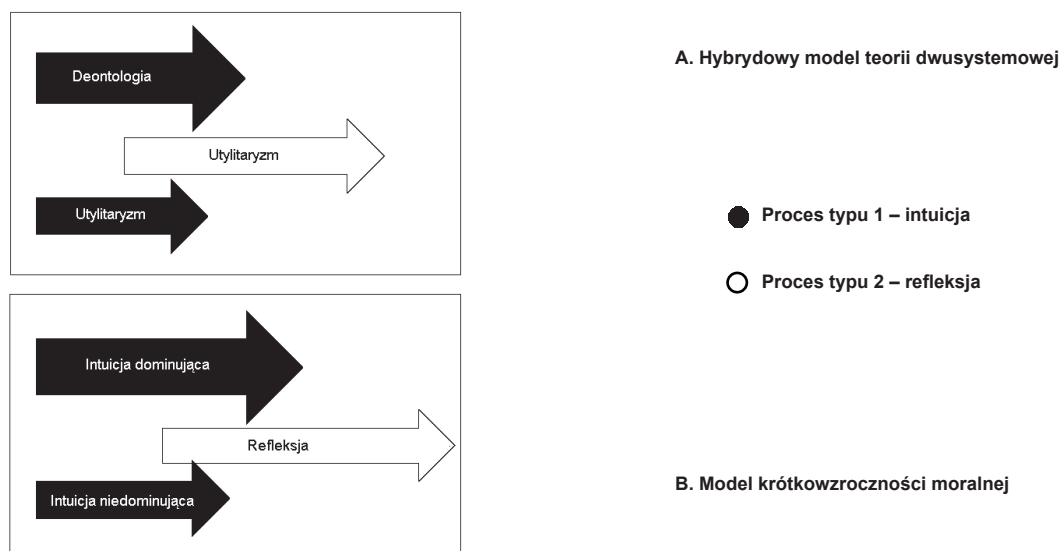 Deontologia
Utylitaryzm
Utylitaryzm
A. Hybrydowy model teorii dwusystemowej
Proces typu 1 – intuicja
Proces typu 2 – refleksja
Intuicja dominująca
Refleksja
Intuicja niedominująca
B. Model krótkowzroczności moralnej